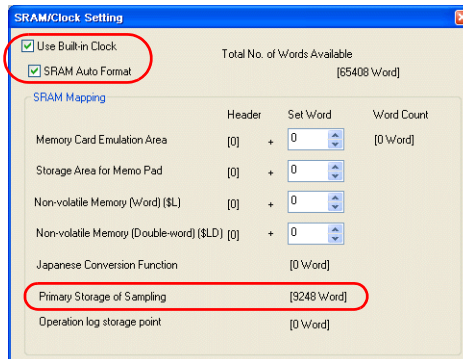 SRAM/Clock Setting
Use Built-in Clock
Total No. of Words Available
SRAM Auto Format
[65408 Word]
SRAM Mapping
Header Set Word Word Count
Memory Card Emulation Area [0] + 0 [0 Word]
Storage Area for Memo Pad [0] + 0
Non-volatile Memory (Word) ($L) [0] + 0
Non-volatile Memory (Double-word) ($LD) [0] + 0
Japanese Conversion Function [0 Word]
Primary Storage of Sampling [9248 Word]
Operation log storage point [0 Word]